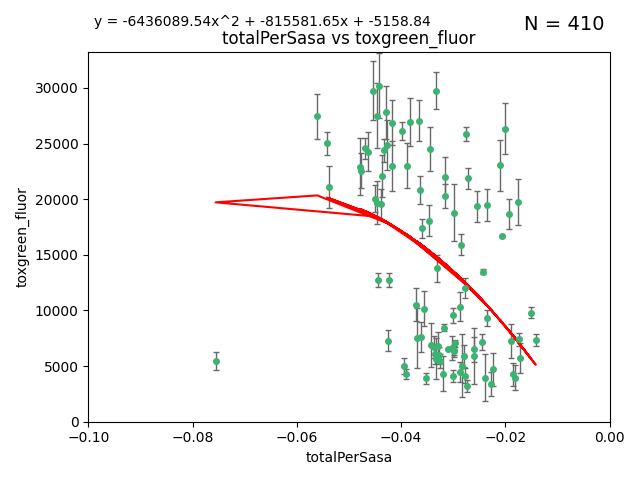 y = -6436089.54x^2 + -815581.65x + -5158.84
N = 410
totalPerSasa vs toxgreen_fluor
30000
25000
20000
15000
10000
5000
0
toxgreen_fluor
−0.10
−0.08
−0.06
−0.04
−0.02
0.00
totalPerSasa